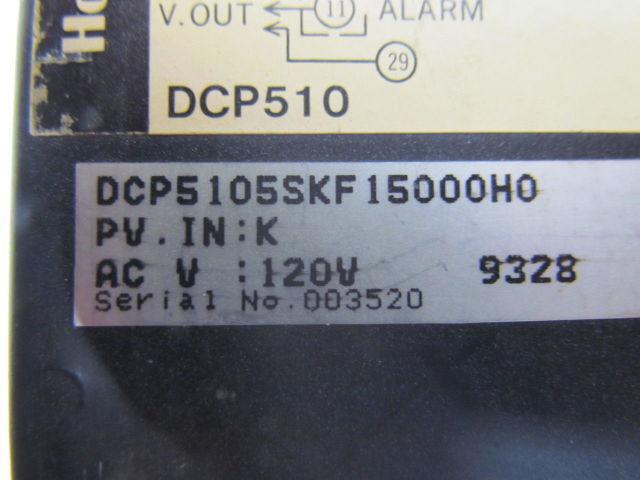 V.OUT
11
ALARM
29
DCP510
DCP5105SKF15000H0
PV.IN:K
AC V :120V 9328
Serial No.003520